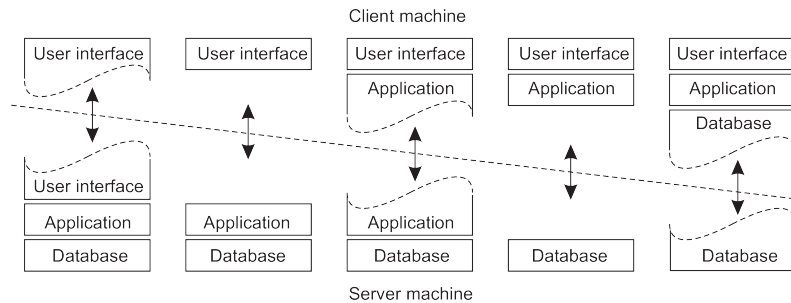 Client machine
User interface User interface User interface User interface User interface
Application Application Application
Database
User interface
Application Application Application
Database Database Database Database Database
Server machine